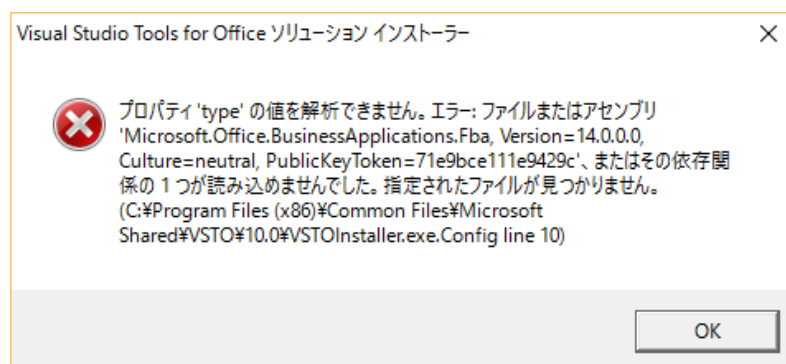 Visual Studio Tools for Office ソリューション インストーラー
プロパティ 'type' の値を解析できません。エラー: ファイルまたはアセンブリ
'Microsoft.Office.BusinessApplications.Fba, Version=14.0.0.0,
Culture=neutral, PublicKeyToken=71e9bce111e9429c'、またはその依存関
係の 1 つが読み込めませんでした。指定されたファイルが見つかりません。
(C:¥Program Files (x86)¥Common Files¥Microsoft
Shared¥VSTO¥10.0¥VSTOInstaller.exe.Config line 10)
OK